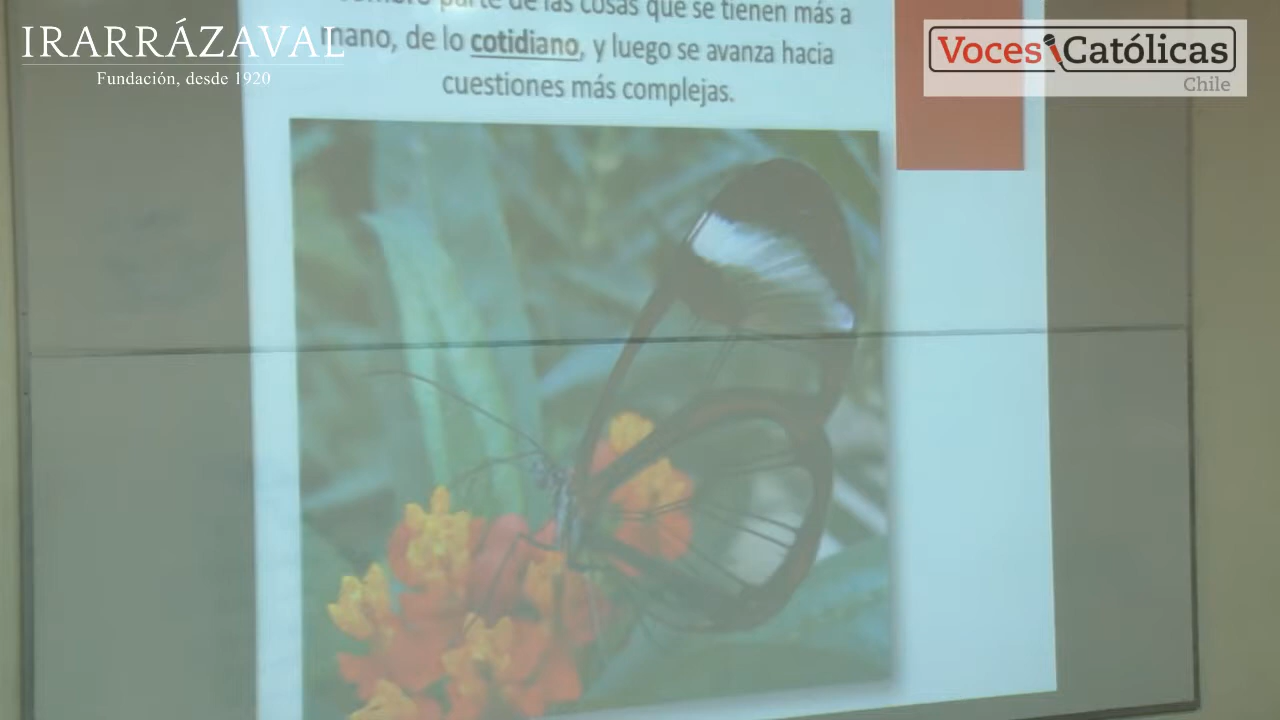 IRARRÁZAVAL
Fundación, desde 1920
Voces Católicas
Chile
parte de las cosas que se tienen más a
mano, de lo cotidiano, y luego se avanza hacia
cuestiones más complejas.